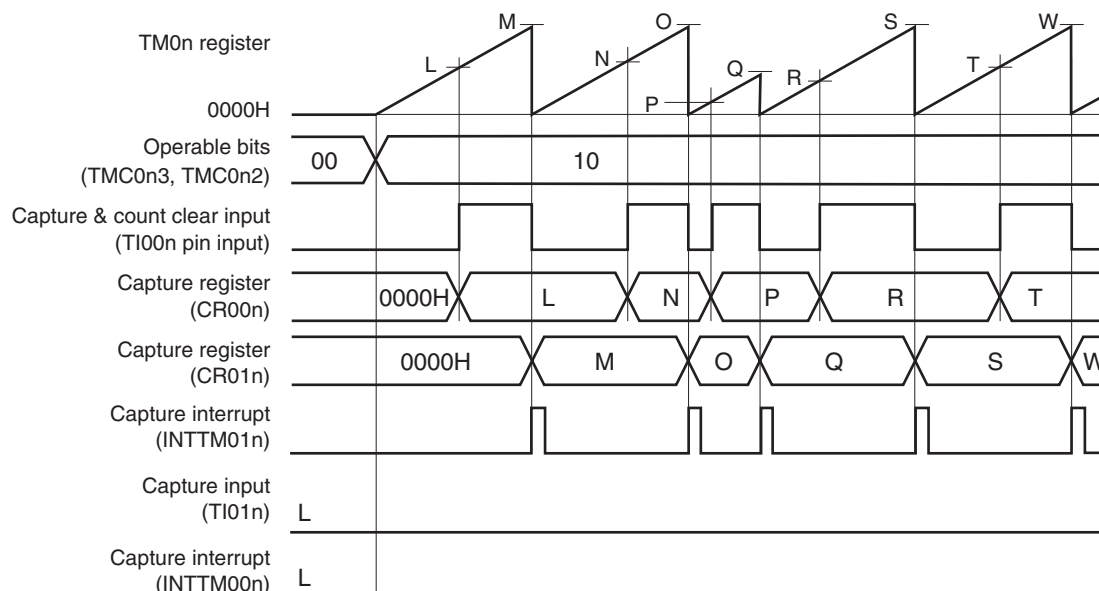 TM0n register
0000H
L
M
N
O
P
Q
R
S
T
W
Operable bits
(TMC0n3, TMC0n2)
00
10
Capture & count clear input
(TI00n pin input)
Capture register
(CR00n)
0000H
L
N
P
R
T
Capture register
(CR01n)
0000H
M
O
Q
S
W
Capture interrupt
(INTTM01n)
Capture input
(TI01n)
L
Capture interrupt
(INTTM00n)
L